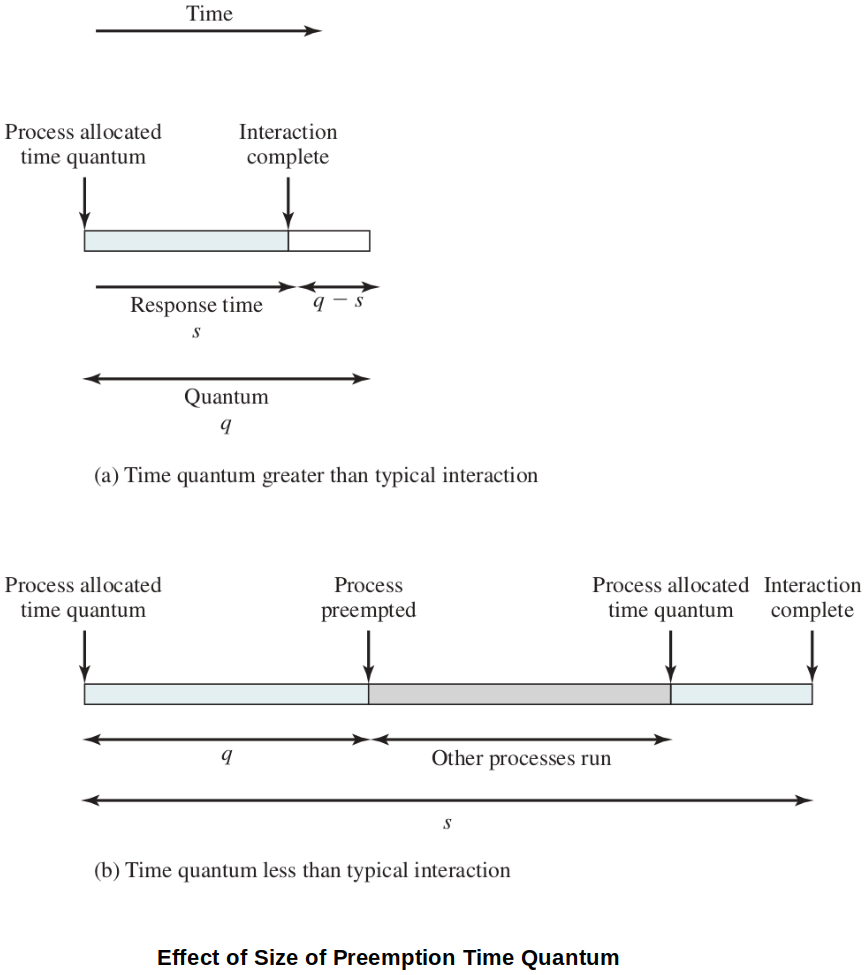 Time
Process allocated
time quantum
Interaction
complete
Response time
s
q − s
Quantum
q
(a) Time quantum greater than typical interaction
Process allocated
time quantum
Process
preempted
Process allocated
time quantum
Interaction
complete
q
Other processes run
s
(b) Time quantum less than typical interaction
Effect of Size of Preemption Time Quantum